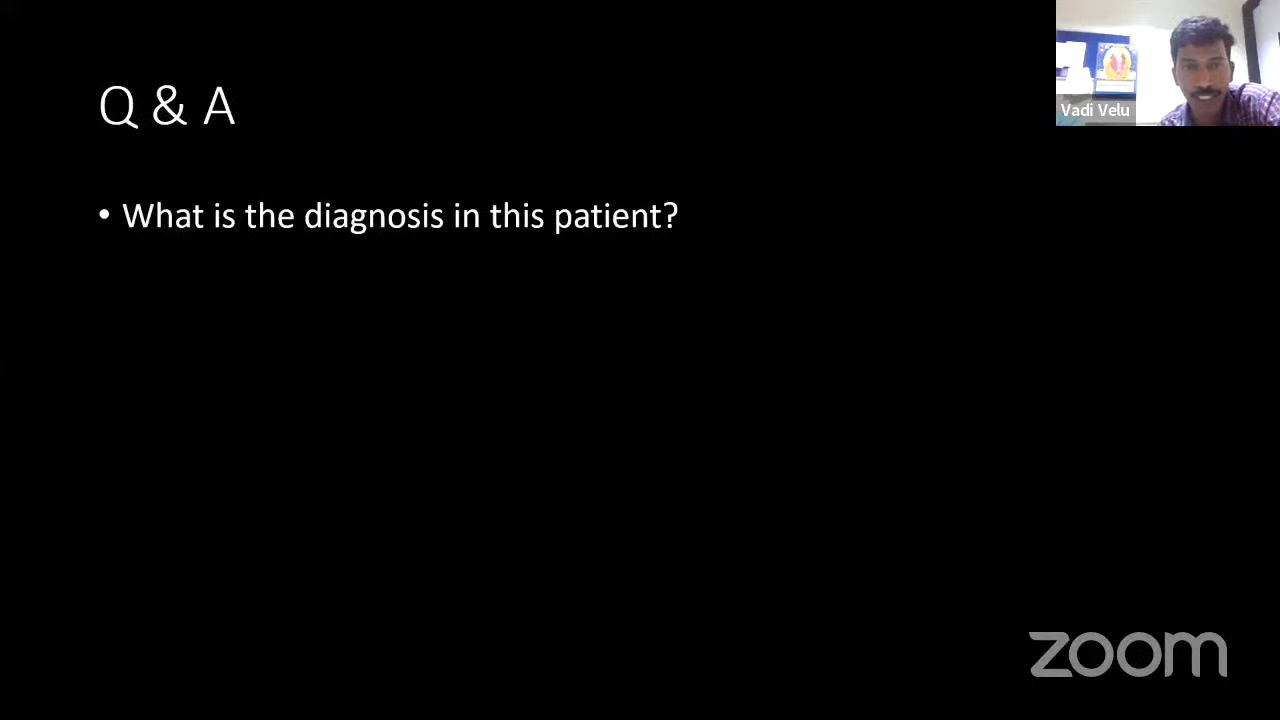 Q & A
• What is the diagnosis in this patient?
Vadi Velu
zoom